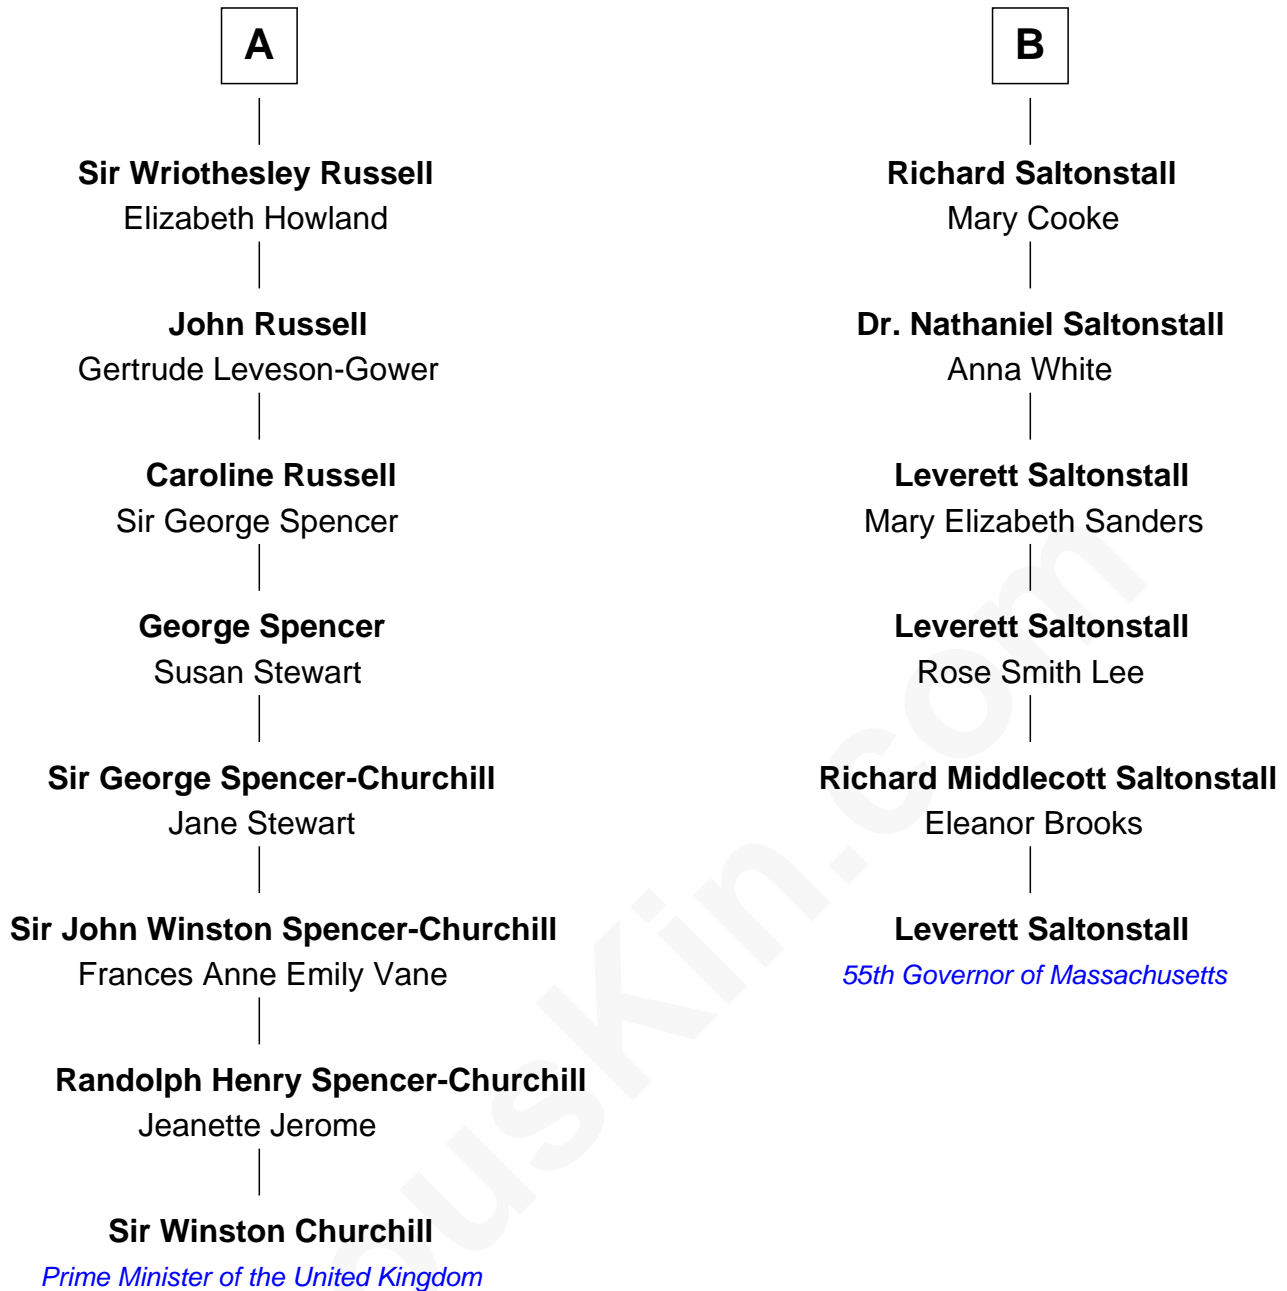 A
Sir Wriothesley Russell
Elizabeth Howland
John Russell
Gertrude Leveson-Gower
Caroline Russell
Sir George Spencer
George Spencer
Susan Stewart
Sir George Spencer-Churchill
Jane Stewart
Sir John Winston Spencer-Churchill
Frances Anne Emily Vane
Randolph Henry Spencer-Churchill
Jeanette Jerome
Sir Winston Churchill
Prime Minister of the United Kingdom
B
Richard Saltonstall
Mary Cooke
Dr. Nathaniel Saltonstall
Anna White
Leverett Saltonstall
Mary Elizabeth Sanders
Leverett Saltonstall
Rose Smith Lee
Richard Middlecott Saltonstall
Eleanor Brooks
Leverett Saltonstall
55th Governor of Massachusetts
ousKin.com